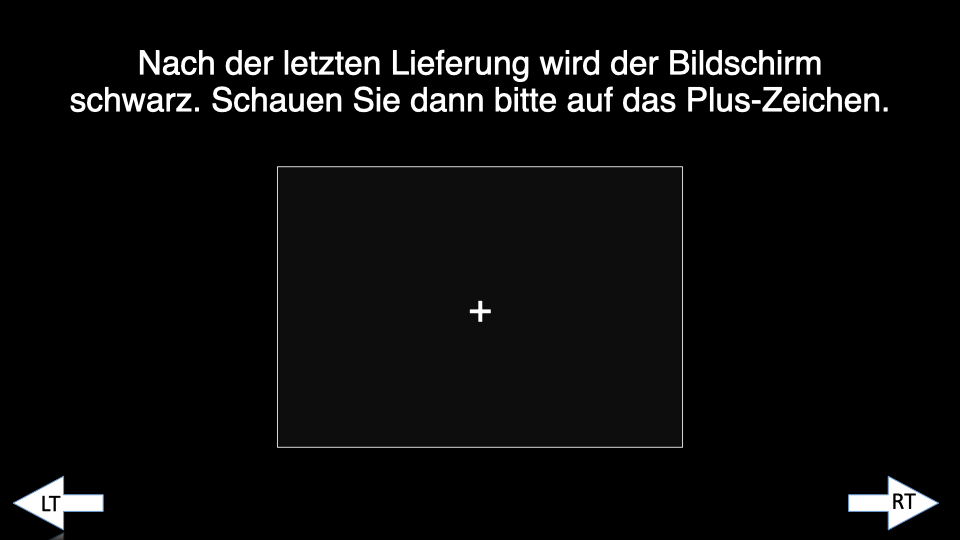 Nach der letzten Lieferung wird der Bildschirm
schwarz. Schauen Sie dann bitte auf das Plus-Zeichen.
+
LT
RT